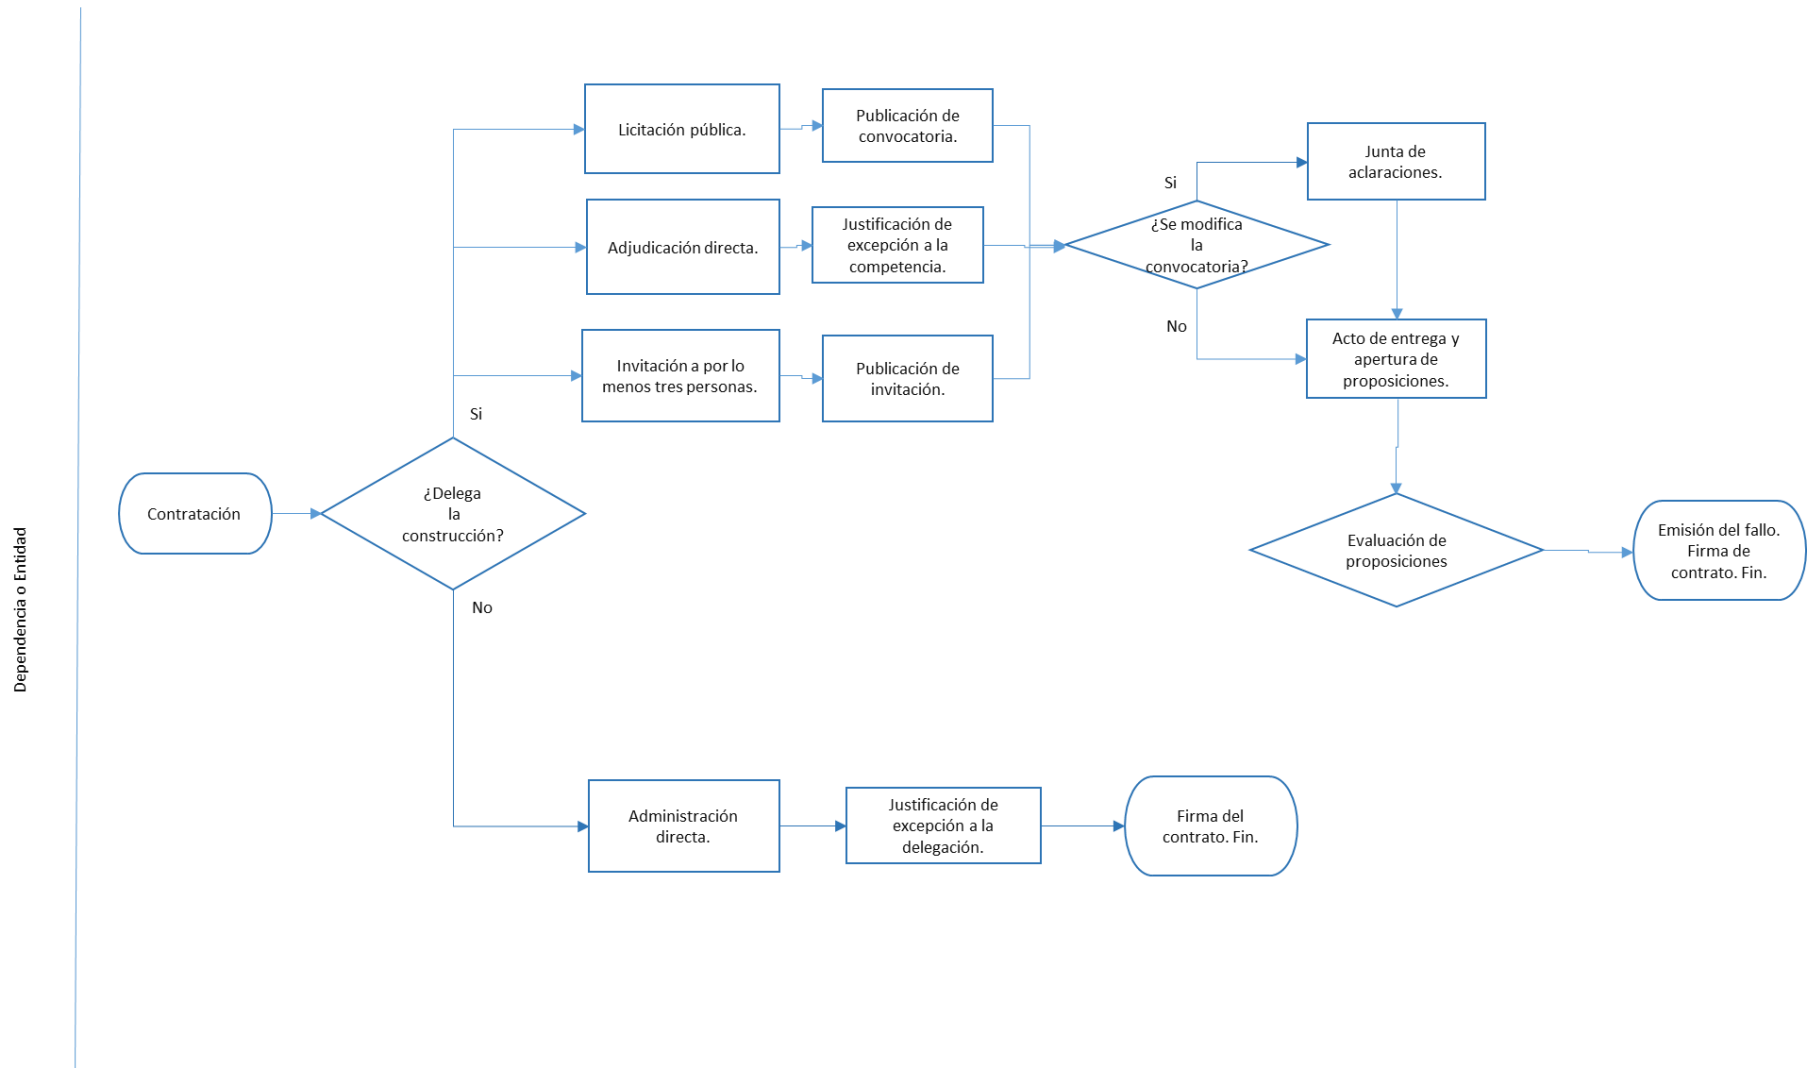 Dependencia o Entidad
Contratación
¿Delega
la
construcción?
Si
No
Licitación pública.
Publicación de
convocatoria.
Adjudicación directa.
Justificación de
excepción a la
competencia.
Invitación a por lo
menos tres personas.
Publicación de
invitación.
¿Se modifica
la
convocatoria?
Si
No
Junta de
aclaraciones.
Acto de entrega y
apertura de
proposiciones.
Evaluación de
proposiciones
Emisión del fallo.
Firma de
contrato. Fin.
Administración
directa.
Justificación de
excepción a la
delegación.
Firma del
contrato. Fin.